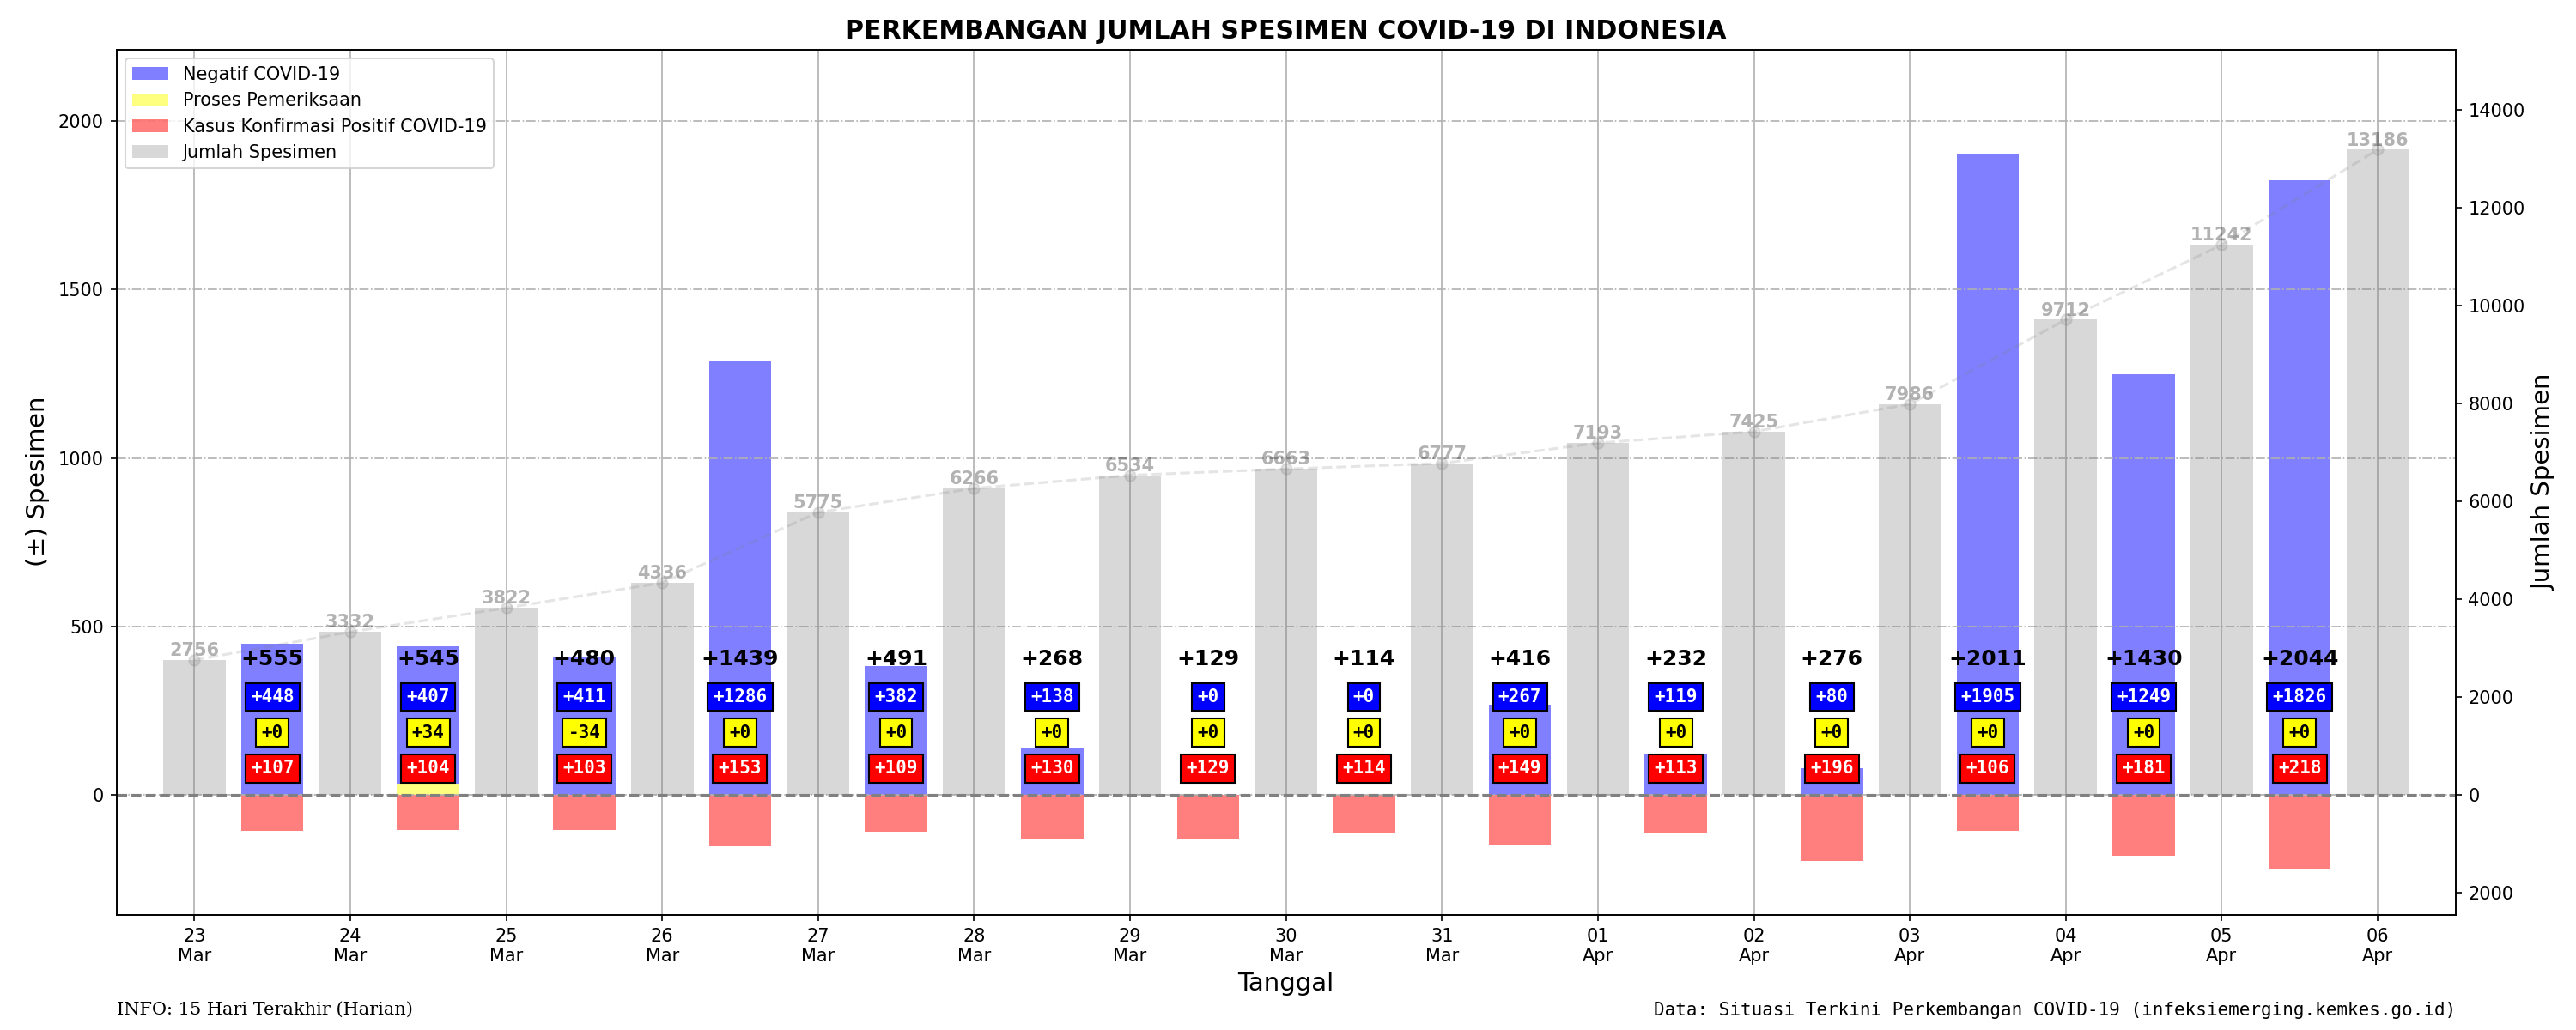 PERKEMBANGAN JUMLAH SPESIMEN COVID-19 DI INDONESIA
Negatif COVID-19
Proses Pemeriksaan
Kasus Konfirmasi Positif COVID-19
Jumlah Spesimen
(±) Spesimen
2000
1500
1000
500
0
14000
12000
10000
8000
6000
4000
2000
0
2000
Jumlah Spesimen
2756 3332 3822 4336 5775 6266 6534 6663 6777 7193 7425 7986 9712 11242 13186
+555 +545 +480 +1439 +491 +268 +129 +114 +416 +232 +276 +2011 +1430 +2044
+448 +407 +411 +1286 +382 +138 +0 +0 +267 +119 +80 +1905 +1249 +1826
+0 +34 -34 +0 +0 +0 +0 +0 +0 +0 +0 +0 +0 +0
+107 +104 +103 +153 +109 +130 +129 +114 +149 +113 +196 +106 +181 +218
23 24 25 26 27 28 29 30 31 01 02 03 04 05 06
Mar Mar Mar Mar Mar Mar Mar Mar Mar Apr Apr Apr Apr Apr Apr
Tanggal
INFO: 15 Hari Terakhir (Harian)
Data: Situasi Terkini Perkembangan COVID-19 (infeksiemerging.kemkes.go.id)